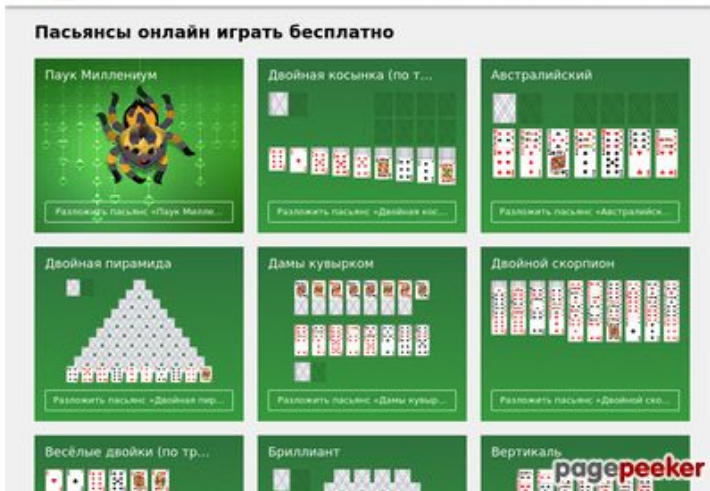 Пасьянсы онлайн играть бесплатно
Паук Миллениум
Двойная косынка (по т...
Австралийский
Разложить пасьянс «Паук Милле...
Разложить пасьянс «Двойная кос...
Разложить пасьянс «Австралийск...
Двойная пирамида
Дамы кувырком
Двойной скорпион
Разложить пасьянс «Двойная пир...
Разложить пасьянс «Дамы кувыр...
Разложить пасьянс «Двойной ско...
Весёлые двойки (по тр...
Бриллиант
Вертикаль
pagepeeker